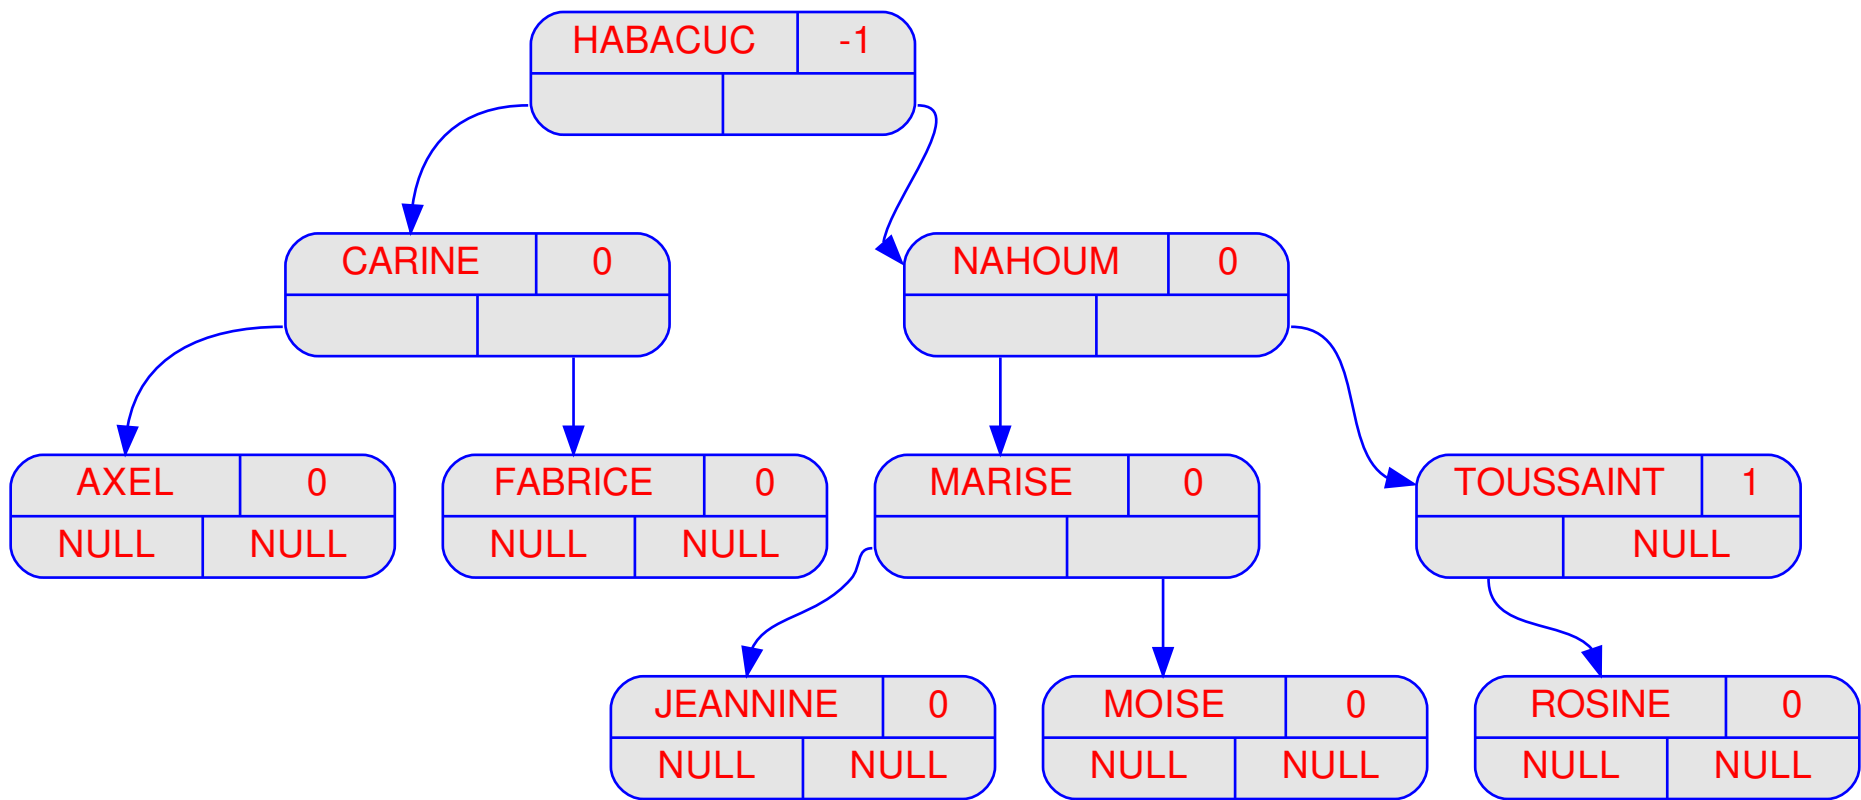 HABACUC -1
CARINE 0 NAHOUM 0
AXEL 0 FABRICE 0 MARISE 0 TOUSSAINT 1
NULL NULL NULL NULL NULL
JEANNINE 0 MOISE 0 ROSINE 0
NULL NULL NULL NULL NULL NULL